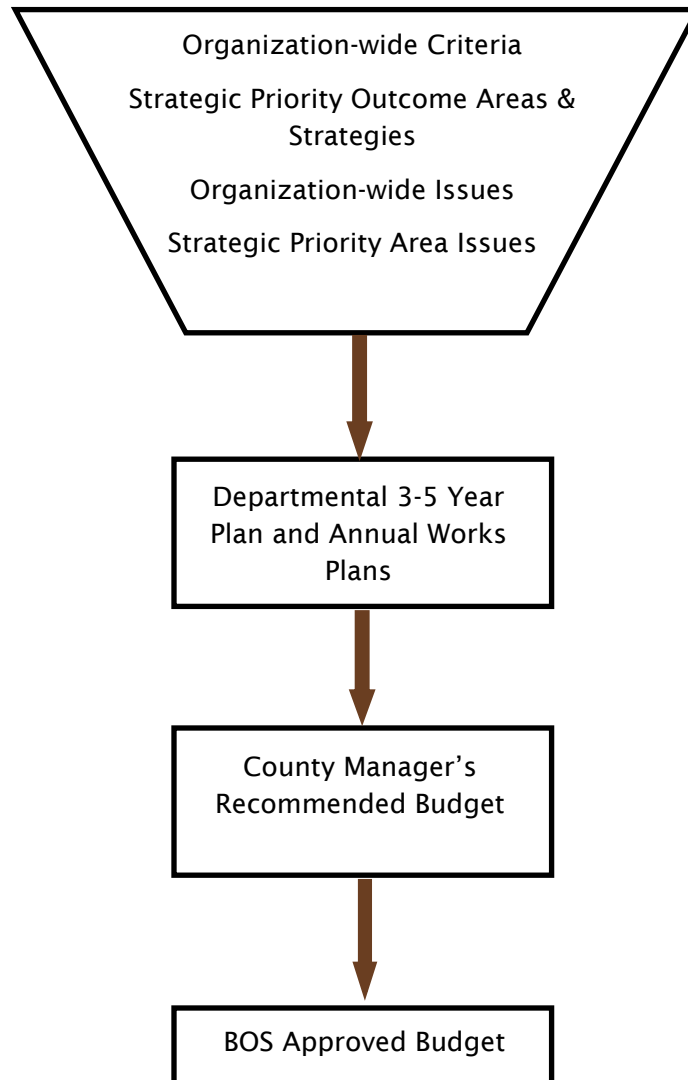 Organization-wide Criteria
Strategic Priority Outcome Areas &
Strategies
Organization-wide Issues
Strategic Priority Area Issues
Departmental 3-5 Year
Plan and Annual Works
Plans
County Manager’s
Recommended Budget
BOS Approved Budget